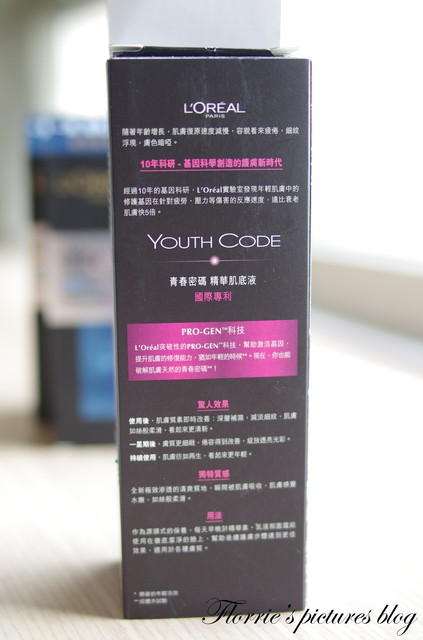 L'ORÉAL
PARIS
隨著年齡增長，肌膚復原速度減慢，容貌看來疲倦，細紋
浮現，膚色暗啞。
10年科研 - 基因科學創造的護膚新時代
經過10年的基因科研，L'Oréal實驗室發現年輕肌膚中的
修護基因在針對疲勞、壓力等傷害的反應速度，遠比衰老
肌膚快5倍。
YOUTH CODE
青春密碼 精華肌底液
國際專利
PRO-GEN™科技
L'Oréal突破性的PRO-GEN™科技，幫助激活基因，
提升肌膚的修復能力，猶如年輕的時候**。現在，你也能
破解肌膚天然的青春密碼**！
驚人效果
使用後，肌膚質素即時改善：深層補濕，減淡細紋，肌膚
如絲般柔滑，看起來更清新。
一星期後，膚質更細緻，倦容得到改善，綻放透亮光彩。
持續使用，肌膚彷如再生，看起來更年輕。
獨特質感
全新極致滲透的清爽質地，瞬間被肌膚吸收，肌膚感覺
水嫩，如絲般柔滑。
用法
作為源頭式的保養，每天早晚於精華素、乳液和面霜前
使用在徹底潔淨的臉上，幫助後續護膚步驟達到更佳
效果，適用於各種膚質。
Florrie's pictures blog